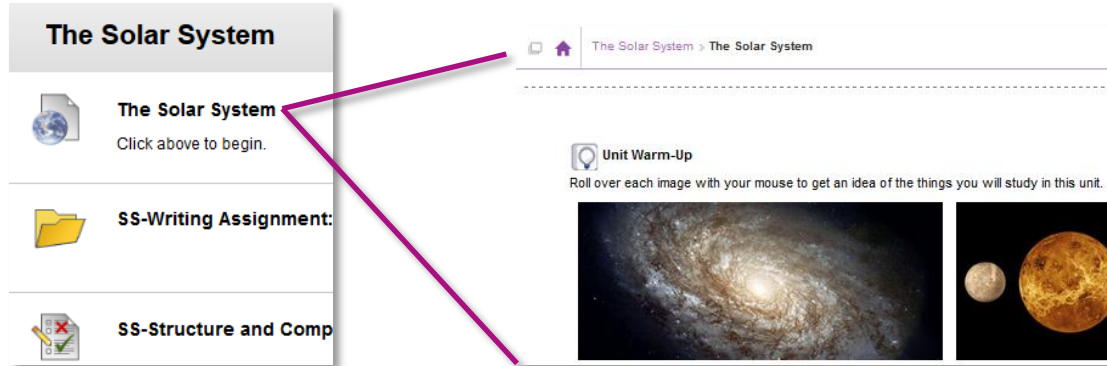 The Solar System
The Solar System
Click above to begin.
SS-Writing Assignment:
SS-Structure and Comp
The Solar System > The Solar System
Unit Warm-Up
Roll over each image with your mouse to get an idea of the things you will study in this unit.